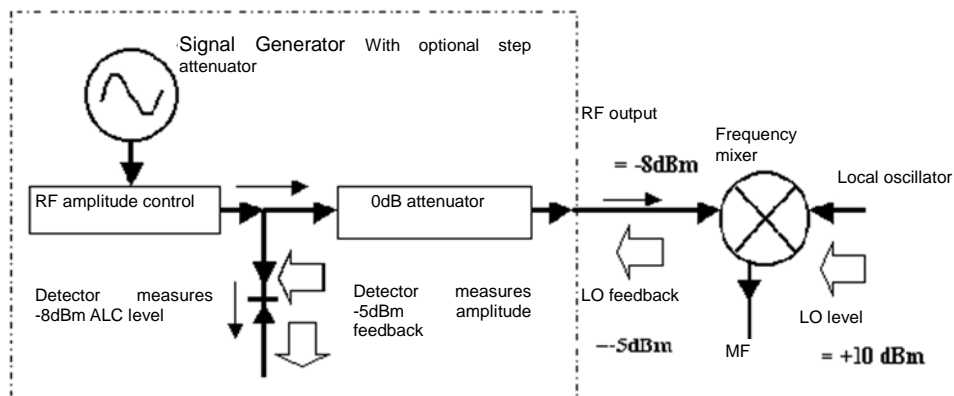 Signal Generator With optional step
attenuator
RF output
= -8dBm
Frequency
mixer
Local oscillator
RF amplitude control
0dB attenuator
Detector measures
-8dBm ALC level
Detector measures
-5dBm amplitude
feedback
LO feedback
=-5dBm
MF
LO level
= +10 dBm